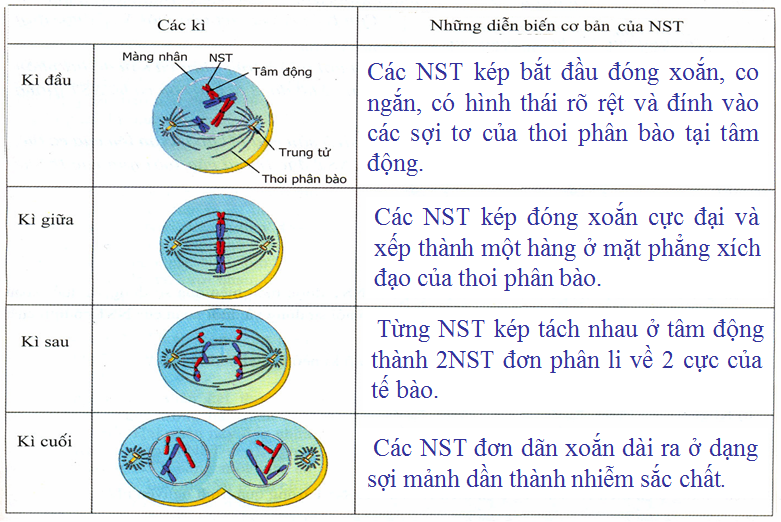 Các kì
Những diễn biến cơ bản của NST
Kì đầu
Màng nhân
NST
Tâm động
Trung tử
Thoi phân bào
Các NST kép bắt đầu đóng xoắn, co
ngắn, có hình thái rõ rệt và đính vào
các sợi tơ của thoi phân bào tại tâm
động.
Kì giữa
Các NST kép đóng xoắn cực đại và
xếp thành một hàng ở mặt phẳng xích
đạo của thoi phân bào.
Kì sau
Từng NST kép tách nhau ở tâm động
thành 2NST đơn phân li về 2 cực của
tế bào.
Kì cuối
Các NST đơn dãn xoắn dài ra ở dạng
sợi mảnh dần thành nhiễm sắc chất.